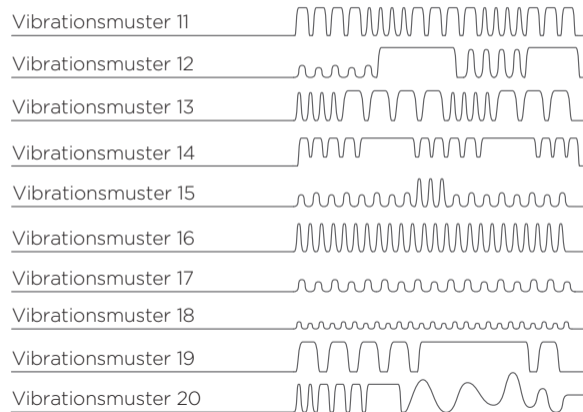 Vibrationsmuster 11
Vibrationsmuster 12
Vibrationsmuster 13
Vibrationsmuster 14
Vibrationsmuster 15
Vibrationsmuster 16
Vibrationsmuster 17
Vibrationsmuster 18
Vibrationsmuster 19
Vibrationsmuster 20